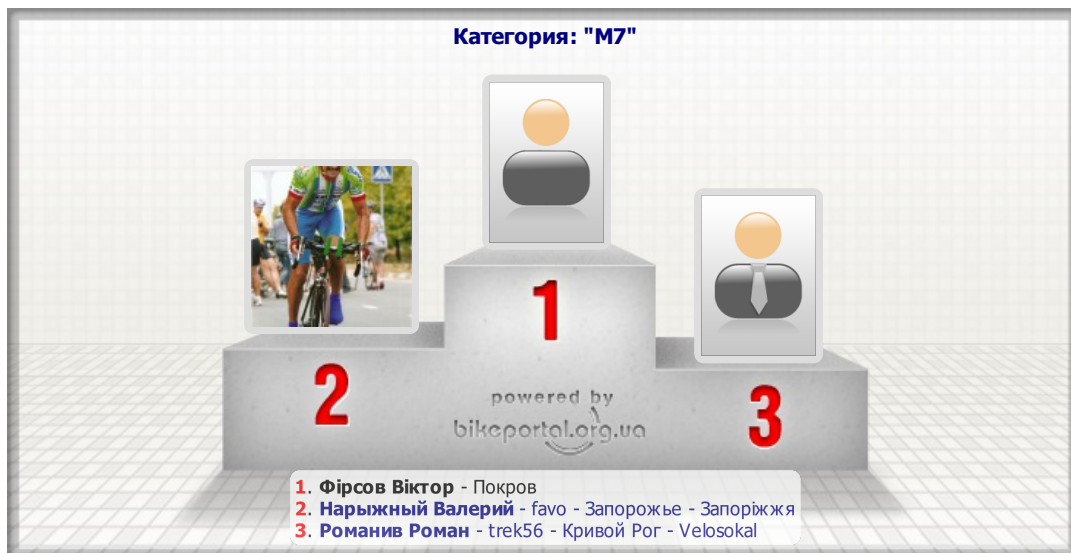 Категория: "М7"
1
2
3
powered by
bikeportal.org.ua
1. Фірсов Віктор - Покров
2. Нарыжный Валерий - favo - Запорожье - Запоріжжя
3. Романив Роман - trek56 - Кривой Рог - Velosokal